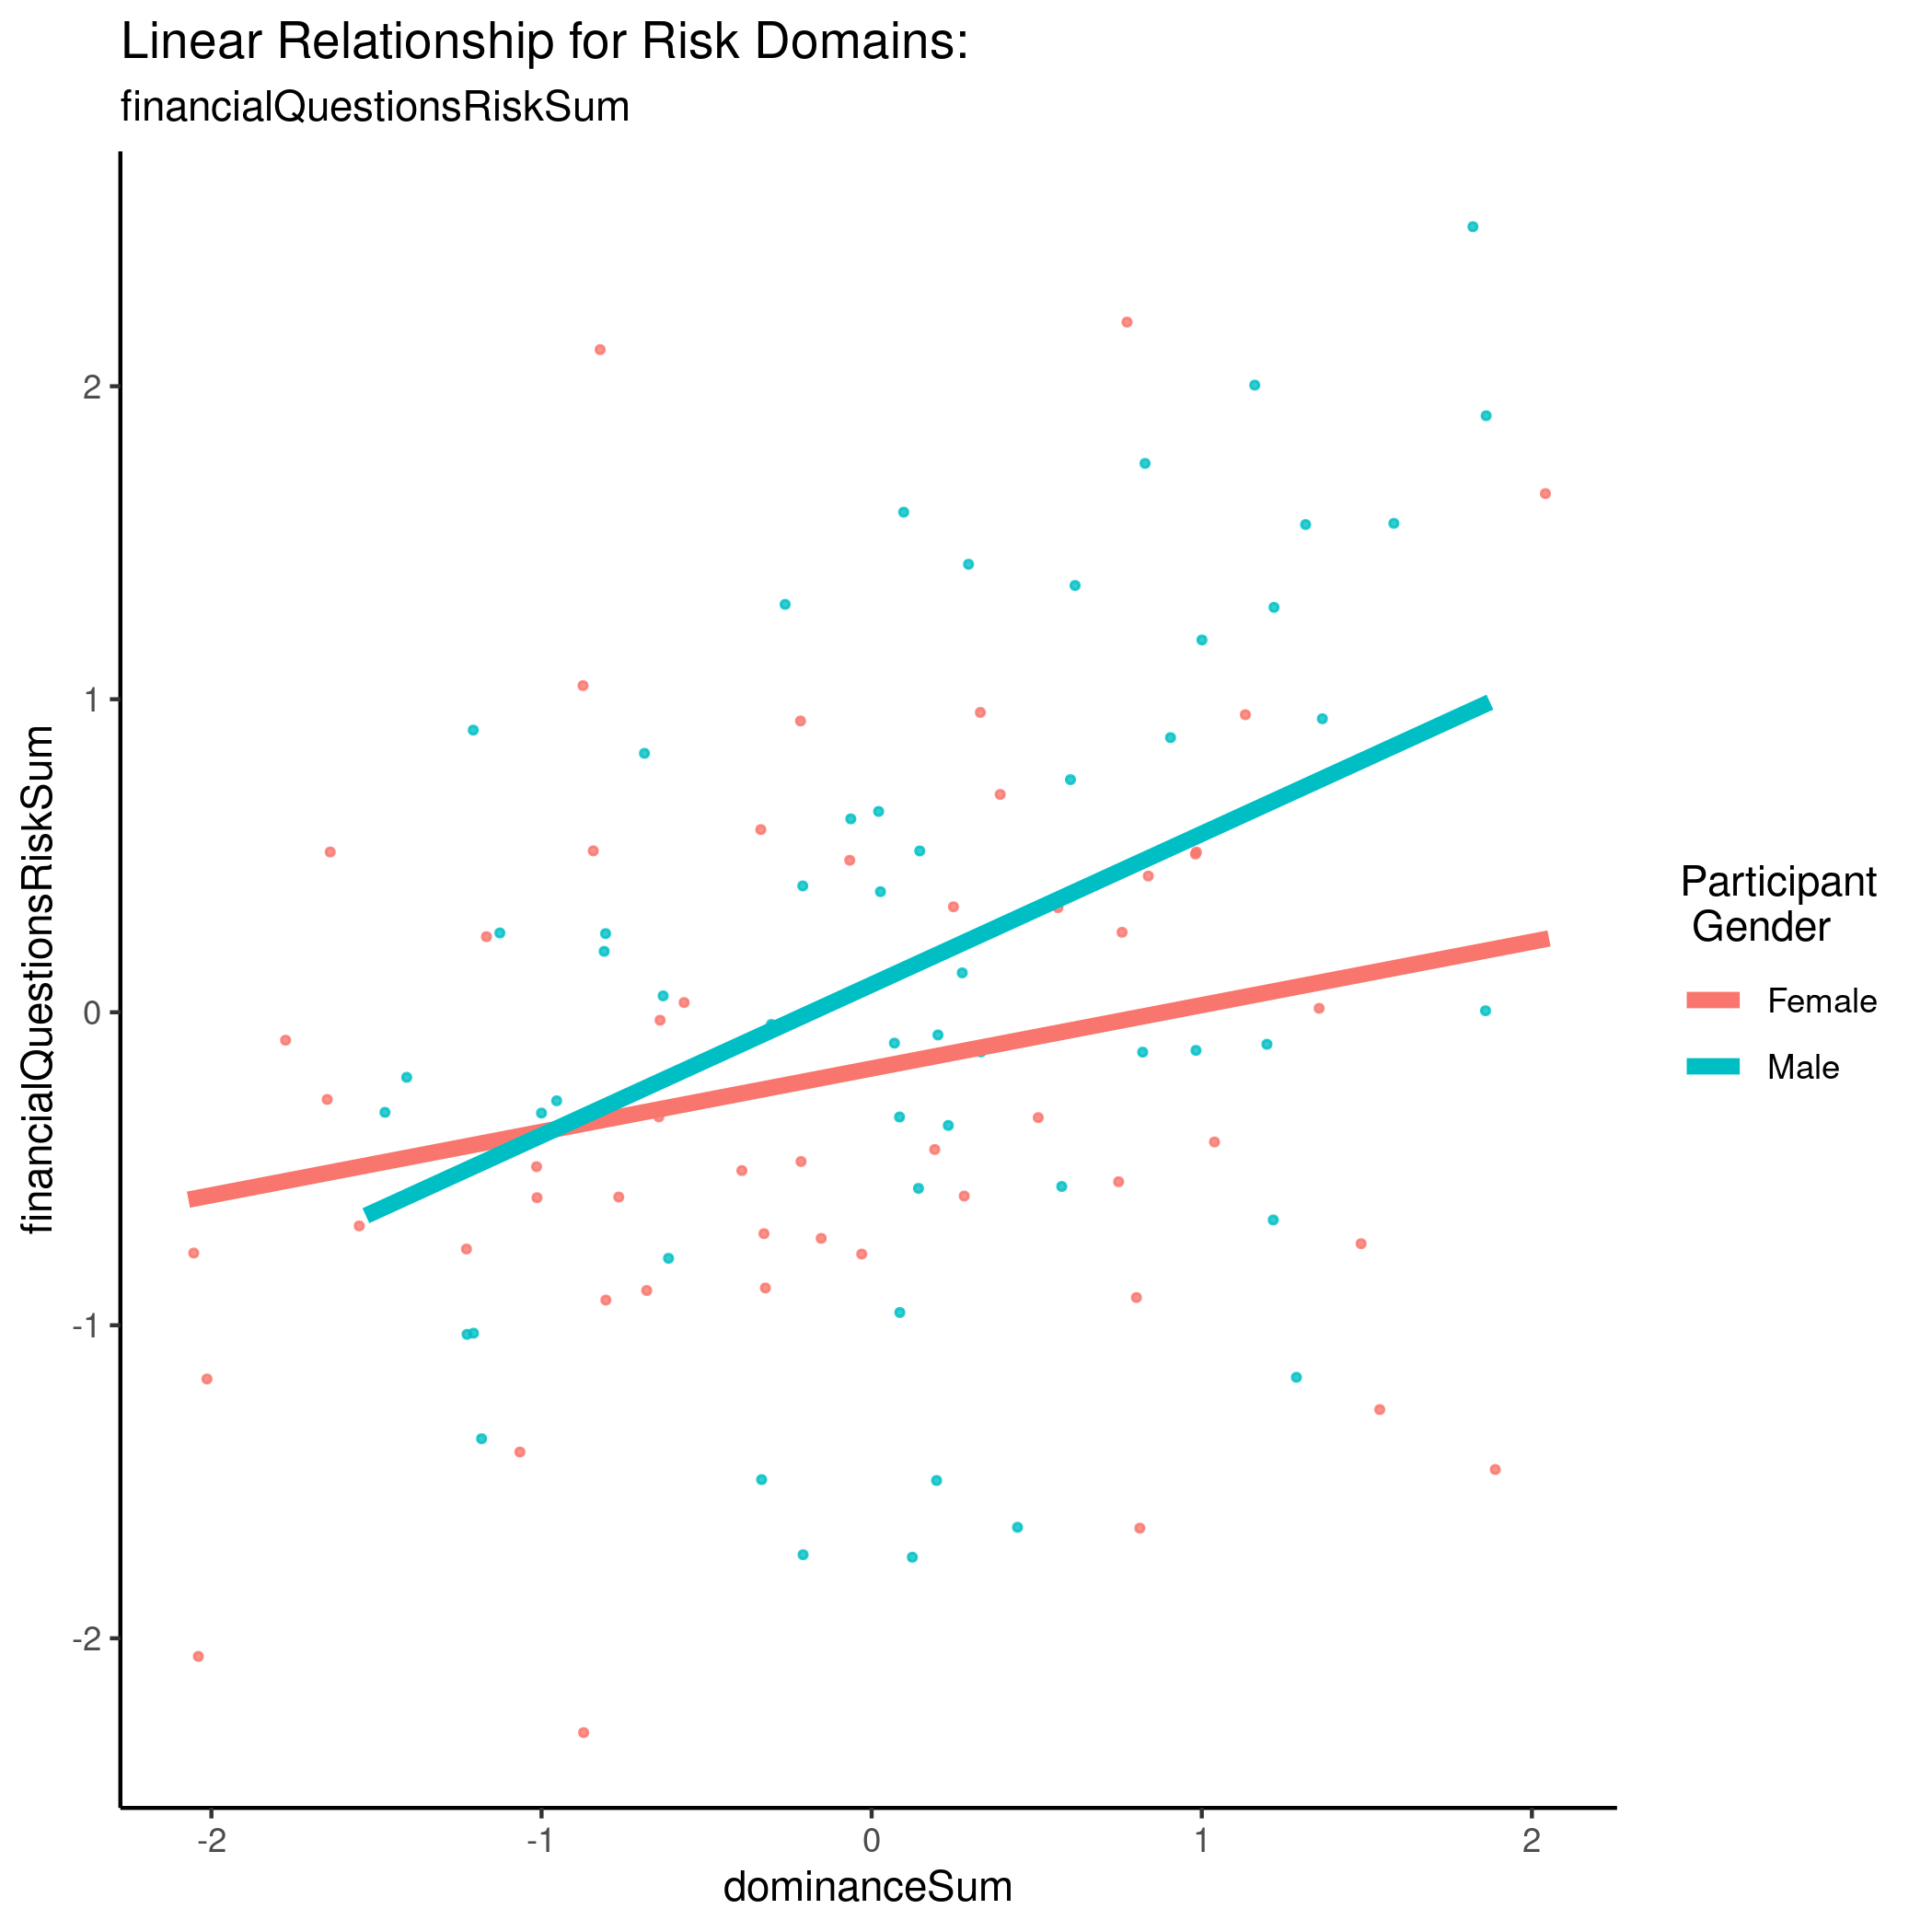 Linear Relationship for Risk Domains:
financialQuestionsRiskSum
financialQuestionsRiskSum
2
1
0
-1
-2
-2
-1
0
1
2
dominanceSum
Participant
Gender
Female
Male